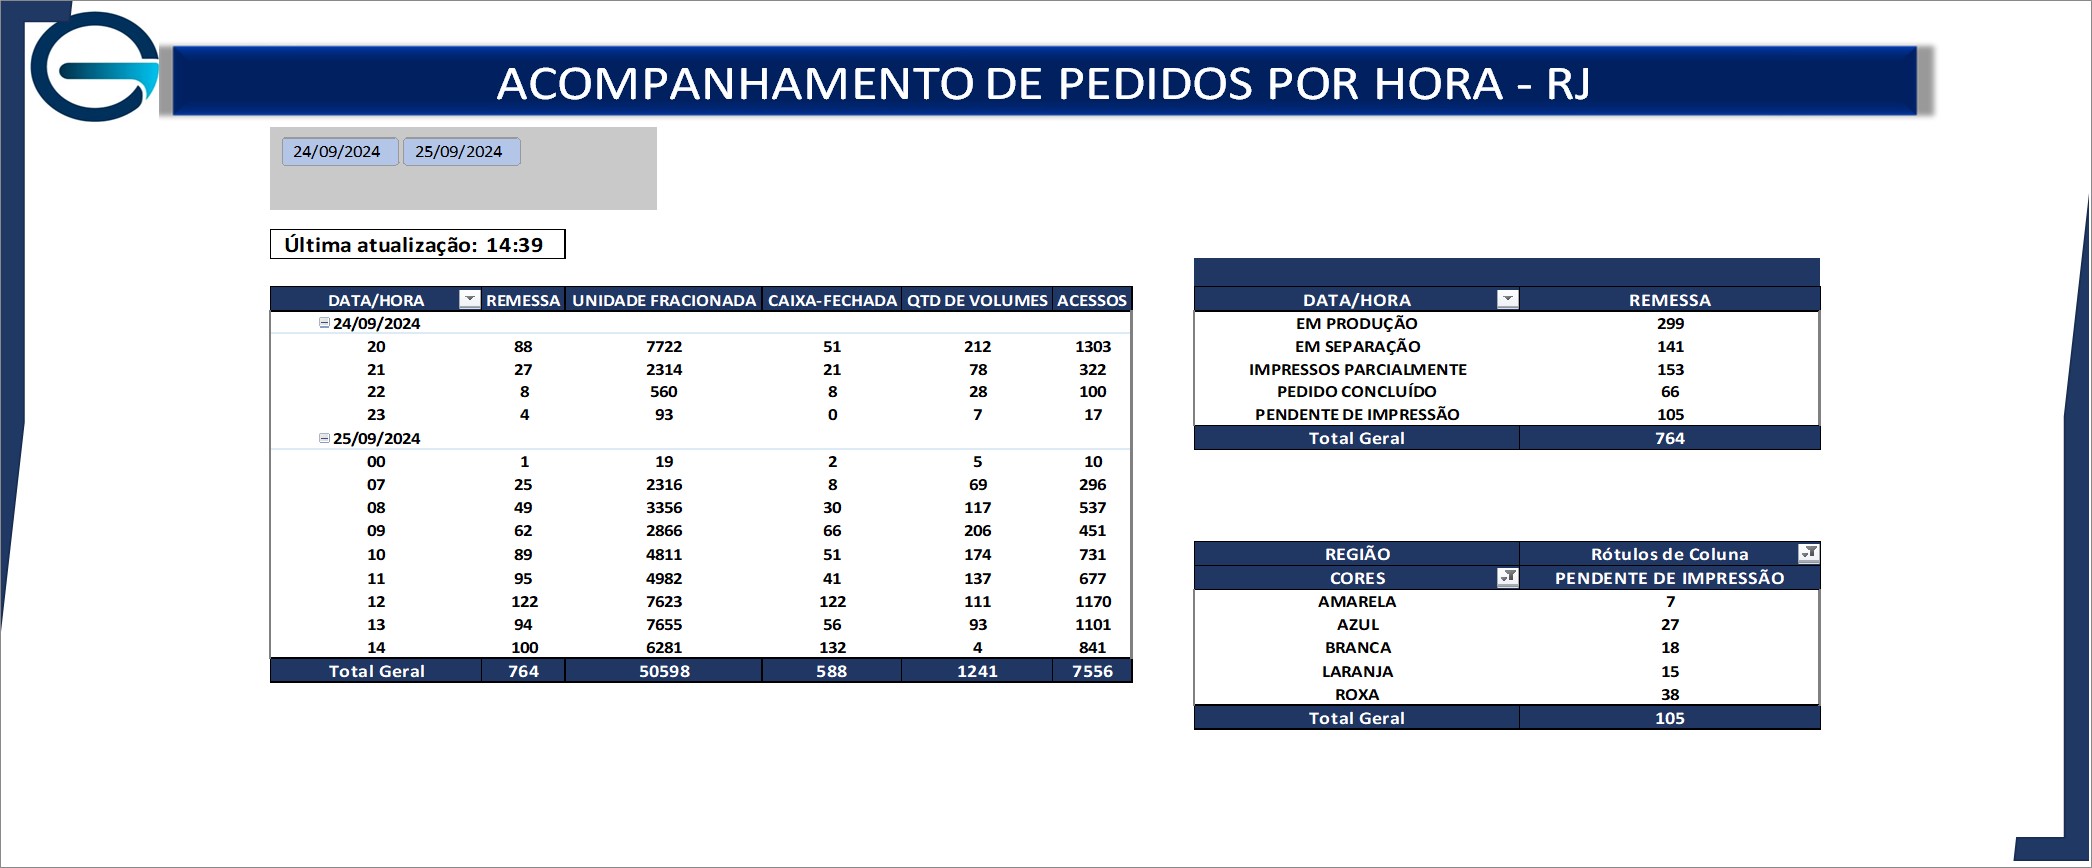 ACOMPANHAMENTO DE PEDIDOS POR HORA - RJ
24/09/2024 25/09/2024
Última atualização: 14:39
DATA/HORA REMESSA UNIDADE FRACIONADA CAIXA-FECHADA QTD DE VOLUMES ACESSOS
24/09/2024
20 88 7722 51 212 1303
21 27 2314 21 78 322
22 8 560 8 28 100
23 4 93 0 7 17
25/09/2024
00 1 19 2 5 10
07 25 2316 8 69 296
08 49 3356 30 117 537
09 62 2866 66 206 451
10 89 4811 51 174 731
11 95 4982 41 137 677
12 122 7623 122 111 1170
13 94 7655 56 93 1101
14 100 6281 132 4 841
Total Geral 764 50598 588 1241 7556
DATA/HORA REMESSA
EM PRODUÇÃO 299
EM SEPARAÇÃO 141
IMPRESSOS PARCIALMENTE 153
PEDIDO CONCLUÍDO 66
PENDENTE DE IMPRESSÃO 105
Total Geral 764
REGIÃO Rótulos de Coluna
CORES PENDENTE DE IMPRESSÃO
AMARELA 7
AZUL 27
BRANCA 18
LARANJA 15
ROXA 38
Total Geral 105